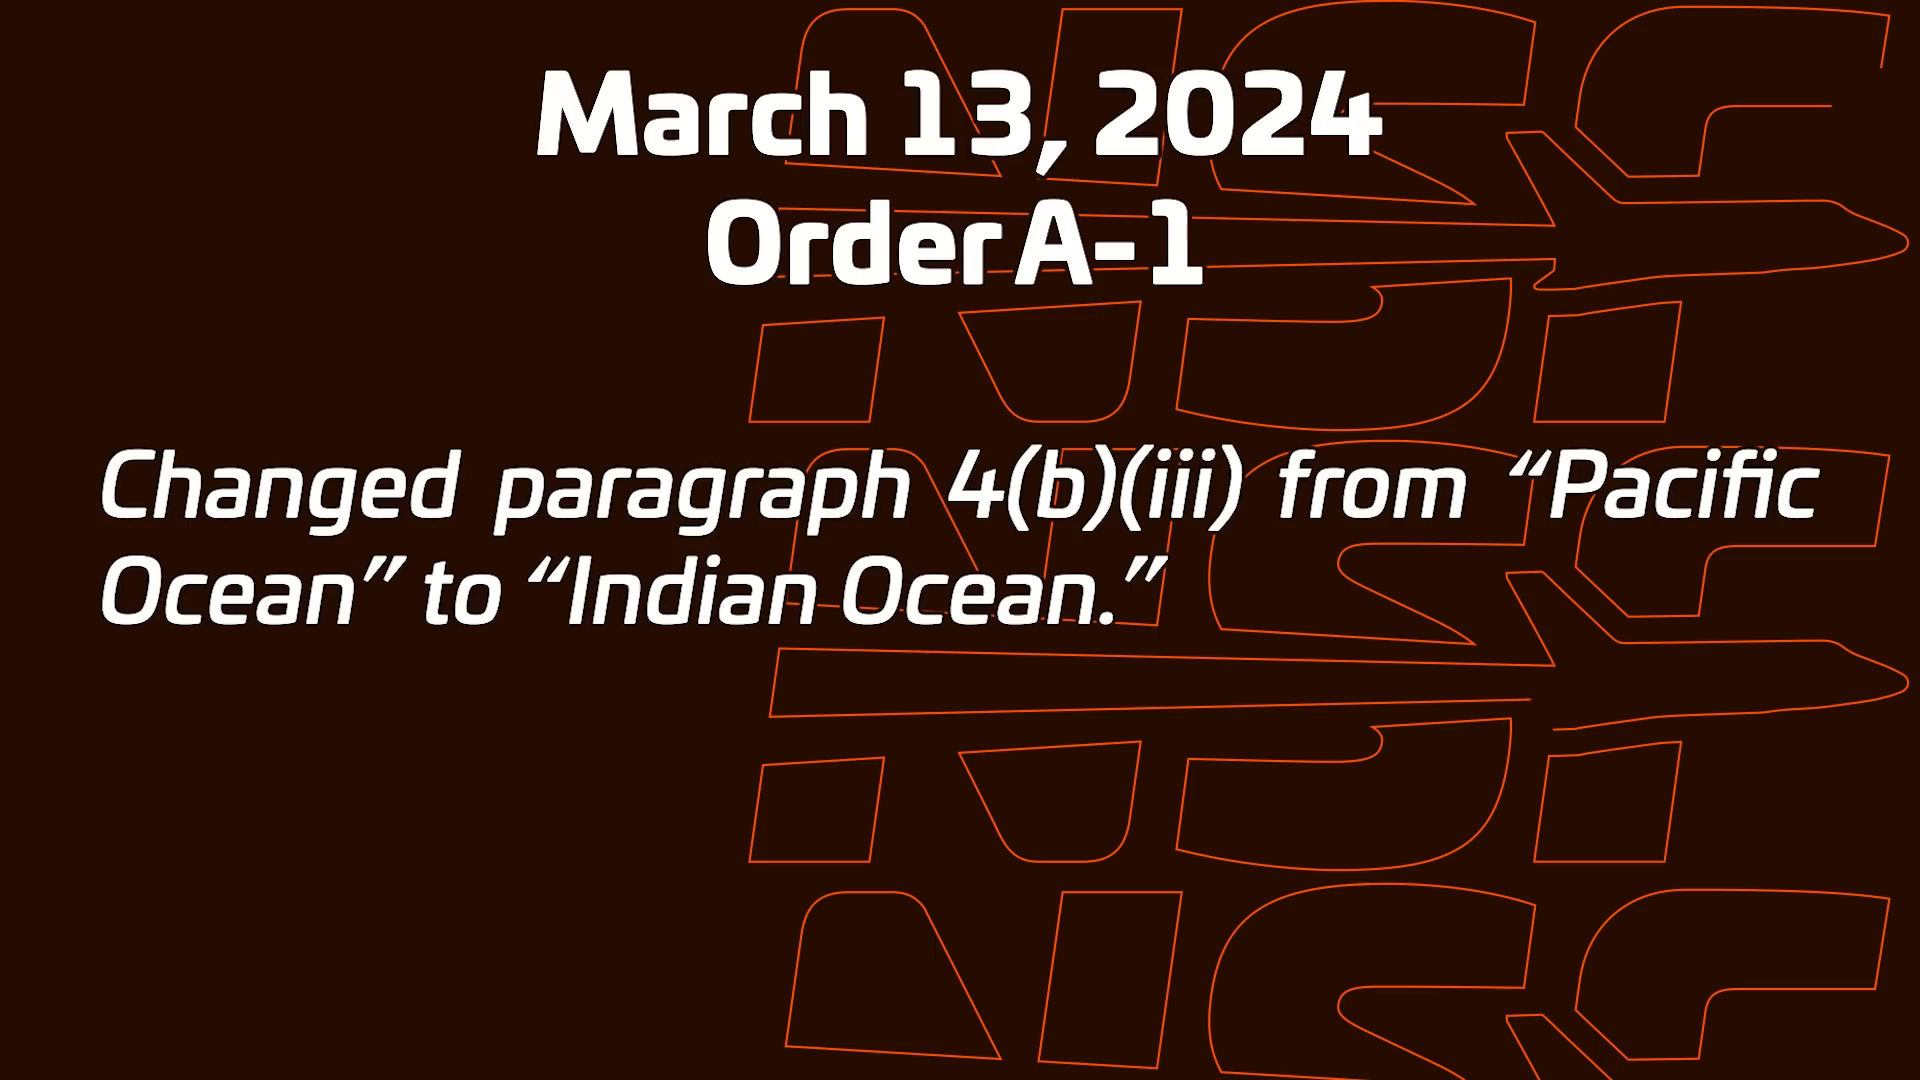 March 13, 2024
Order A-1
Changed paragraph 4(b)(iii) from “Pacific
Ocean” to “Indian Ocean.”